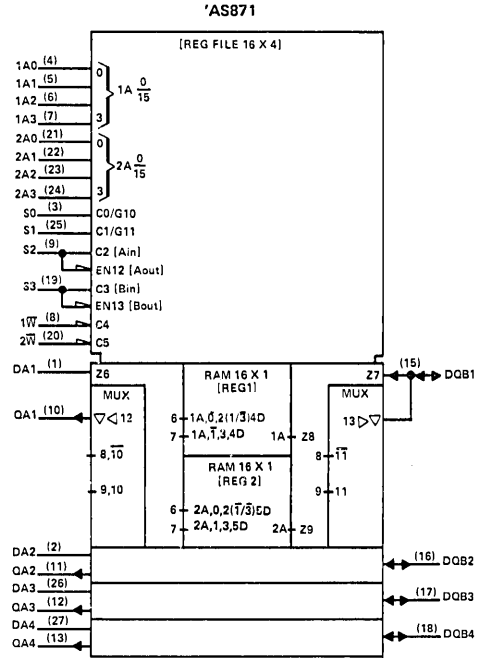 'AS871
[REG FILE 16 X 4]
1A0 (4) 0
1A1 (5)
1A2 (6)
1A3 (7) 3
1A 0/15
2A0 (21) 0
2A1 (22)
2A2 (23)
2A3 (24) 3
2A 0/15
S0 (3) C0/G10
S1 (25) C1/G11
S2 (9) C2 [Ain]
EN12 [Aout]
S3 (19) C3 [Bin]
EN13 [Bout]
1W̅ (8) C4
2W̅ (20) C5
DA1 (1) Z6
RAM 16 X 1
[REG1]
Z7 (15) DQB1
MUX
MUX
QA1 (10) 12
6 1A,0̅,2(1/3̅)4D
7 1A,1̅,3,4D
1A Z8
13
8,1̅0̅
8 1̅1̅
RAM 16 X 1
[REG 2]
9,10
9 11
6 2A,0,2(1̅/3̅)5D
7 2A,1,3,5D
2A Z9
DA2 (2)
QA2 (11)
(16) DQB2
DA3 (26)
QA3 (12)
(17) DQB3
DA4 (27)
QA4 (13)
(18) DQB4